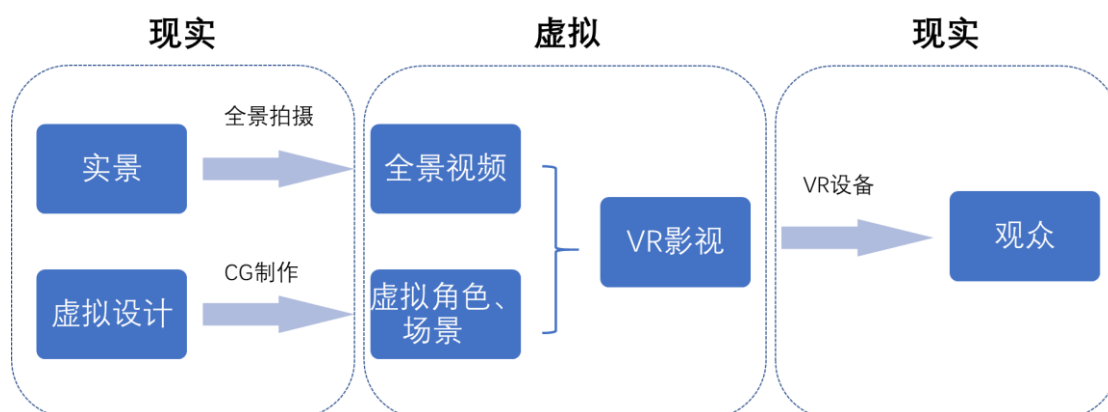 现实
虚拟
现实
全景拍摄
实景
全景视频
VR设备
VR影视
观众
CG制作
虚拟设计
虚拟角色、
场景